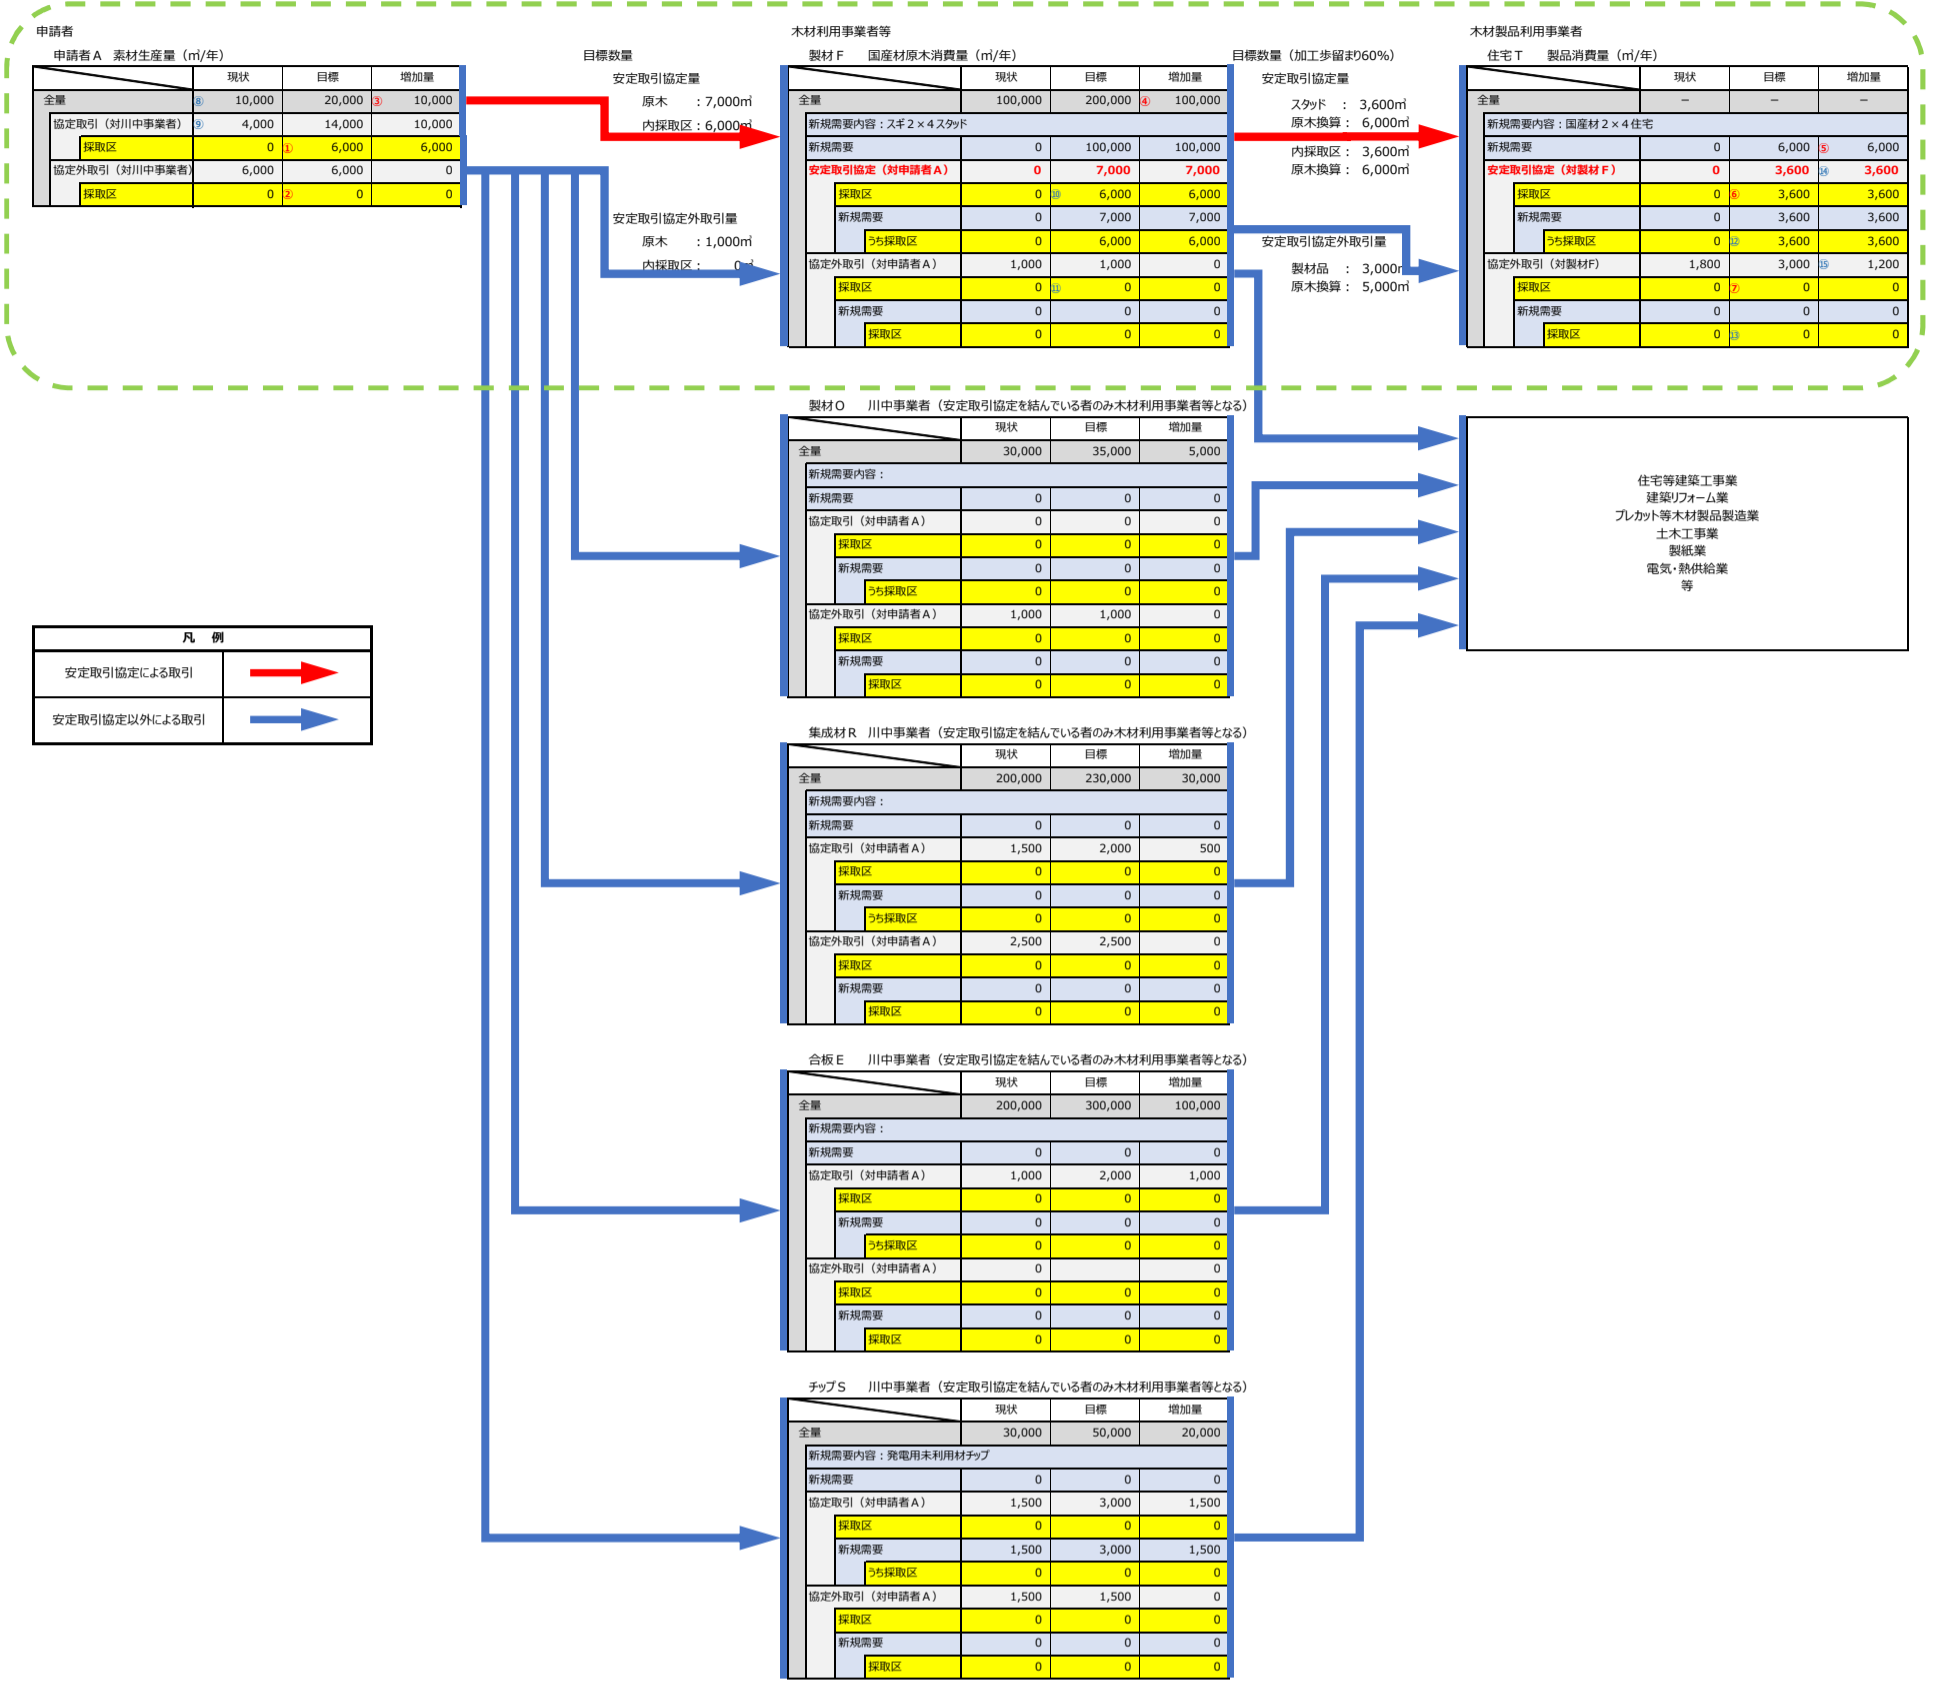 申請者
申請者A 素材生産量（㎥/年）
現状 目標 増加量
全量 ⑧ 10,000 20,000 ③ 10,000
協定取引（対川中事業者） ⑨ 4,000 14,000 10,000
採取区 0 ① 6,000 6,000
協定外取引（対川中事業者） 6,000 6,000 0
採取区 0 ② 0 0
目標数量
安定取引協定量
原木 ：7,000㎥
内採取区：6,000㎥
安定取引協定外取引量
原木 ：1,000㎥
内採取区： 0㎥
木材利用事業者等
製材F 国産材原木消費量（㎥/年）
現状 目標 増加量
全量 100,000 200,000 ④ 100,000
新規需要内容：スギ2×4スタッド
新規需要 0 100,000 100,000
安定取引協定（対申請者A） 0 7,000 7,000
採取区 0 ⑩ 6,000 6,000
新規需要 0 7,000 7,000
うち採取区 0 6,000 6,000
協定外取引（対申請者A） 1,000 1,000 0
採取区 0 ⑪ 0 0
新規需要 0 0 0
採取区 0 0 0
目標数量（加工歩留まり60%）
安定取引協定量
スタッド ： 3,600㎥
原木換算： 6,000㎥
内採取区： 3,600㎥
原木換算： 6,000㎥
安定取引協定外取引量
製材品 ： 3,000㎥
原木換算： 5,000㎥
木材製品利用事業者
住宅T 製品消費量（㎥/年）
現状 目標 増加量
全量 － － －
新規需要内容：国産材2×4住宅
新規需要 0 6,000 ⑤ 6,000
安定取引協定（対製材F） 0 3,600 ⑭ 3,600
採取区 0 ⑥ 3,600 3,600
新規需要 0 3,600 3,600
うち採取区 0 ⑫ 3,600 3,600
協定外取引（対製材F) 1,800 3,000 ⑮ 1,200
採取区 0 ⑦ 0 0
新規需要 0 0 0
採取区 0 ⑬ 0 0
製材O 川中事業者（安定取引協定を結んでいる者のみ木材利用事業者等となる）
現状 目標 増加量
全量 30,000 35,000 5,000
新規需要内容：
新規需要 0 0 0
協定取引（対申請者A） 0 0 0
採取区 0 0 0
新規需要 0 0 0
うち採取区 0 0 0
協定外取引（対申請者A） 1,000 1,000 0
採取区 0 0 0
新規需要 0 0 0
採取区 0 0 0
住宅等建築工事業
建築リフォーム業
プレカット等木材製品製造業
土木工事業
製紙業
電気・熱供給業
等
凡 例
安定取引協定による取引
安定取引協定以外による取引
集成材R 川中事業者（安定取引協定を結んでいる者のみ木材利用事業者等となる）
現状 目標 増加量
全量 200,000 230,000 30,000
新規需要内容：
新規需要 0 0 0
協定取引（対申請者A） 1,500 2,000 500
採取区 0 0 0
新規需要 0 0 0
うち採取区 0 0 0
協定外取引（対申請者A） 2,500 2,500 0
採取区 0 0 0
新規需要 0 0 0
採取区 0 0 0
合板E 川中事業者（安定取引協定を結んでいる者のみ木材利用事業者等となる）
現状 目標 増加量
全量 200,000 300,000 100,000
新規需要内容：
新規需要 0 0 0
協定取引（対申請者A） 1,000 2,000 1,000
採取区 0 0 0
新規需要 0 0 0
うち採取区 0 0 0
協定外取引（対申請者A） 0 0
採取区 0 0 0
新規需要 0 0 0
採取区 0 0 0
チップS 川中事業者（安定取引協定を結んでいる者のみ木材利用事業者等となる）
現状 目標 増加量
全量 30,000 50,000 20,000
新規需要内容：発電用未利用材チップ
新規需要 0 0 0
協定取引（対申請者A） 1,500 3,000 1,500
採取区 0 0 0
新規需要 1,500 3,000 1,500
うち採取区 0 0 0
協定外取引（対申請者A） 1,500 1,500 0
採取区 0 0 0
新規需要 0 0 0
採取区 0 0 0